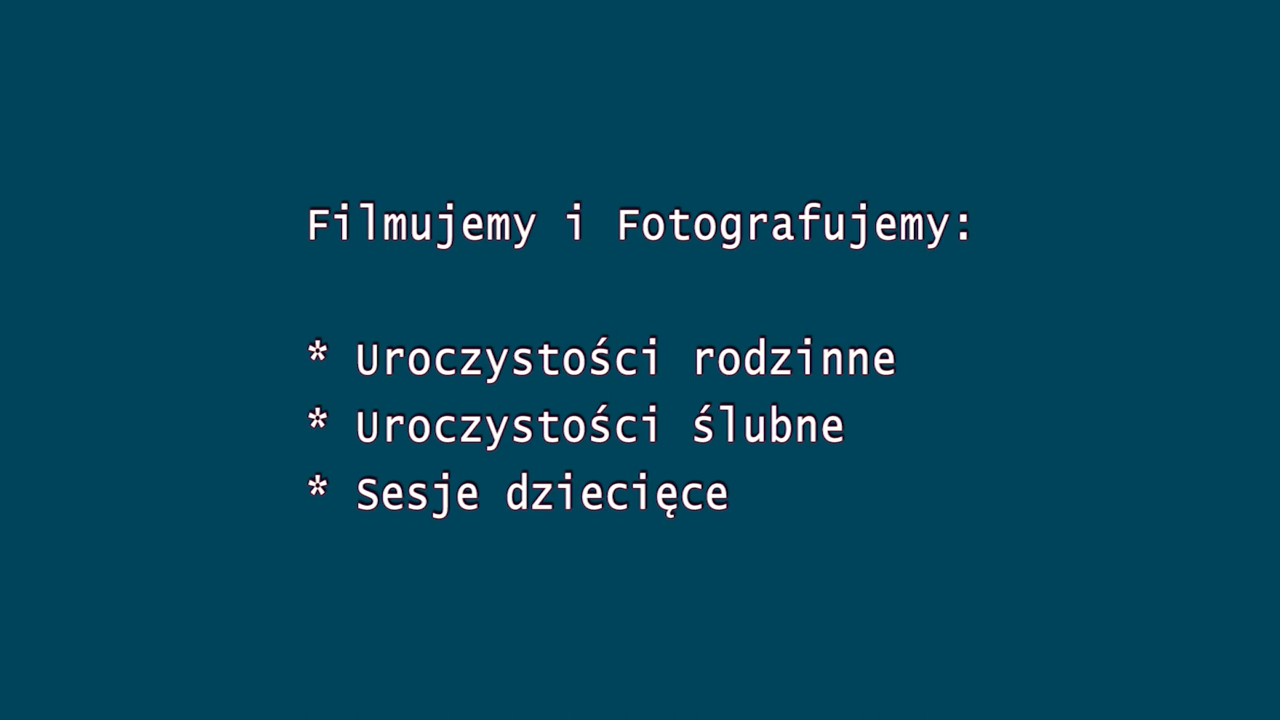 Filmujemy i Fotografujemy:
* Uroczystości rodzinne
* Uroczystości ślubne
* Sesje dziecięce